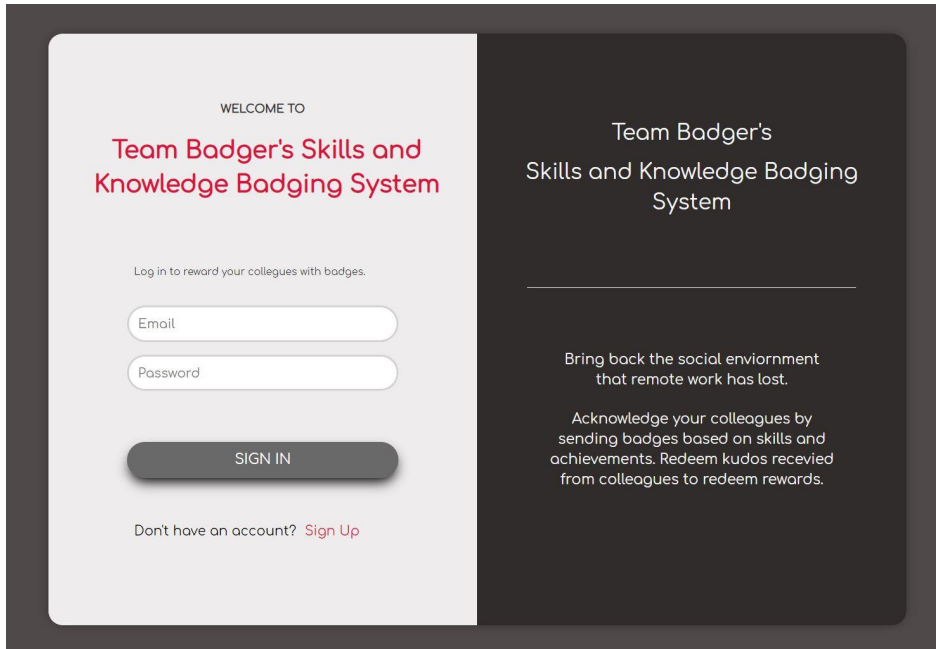 WELCOME TO
Team Badger's Skills and
Knowledge Badging System
Log in to reward your collegues with badges.
Email
Password
SIGN IN
Don't have an account? Sign Up
Team Badger's
Skills and Knowledge Badging
System
Bring back the social enviornment
that remote work has lost.
Acknowledge your colleagues by
sending badges based on skills and
achievements. Redeem kudos recevied
from colleagues to redeem rewards.